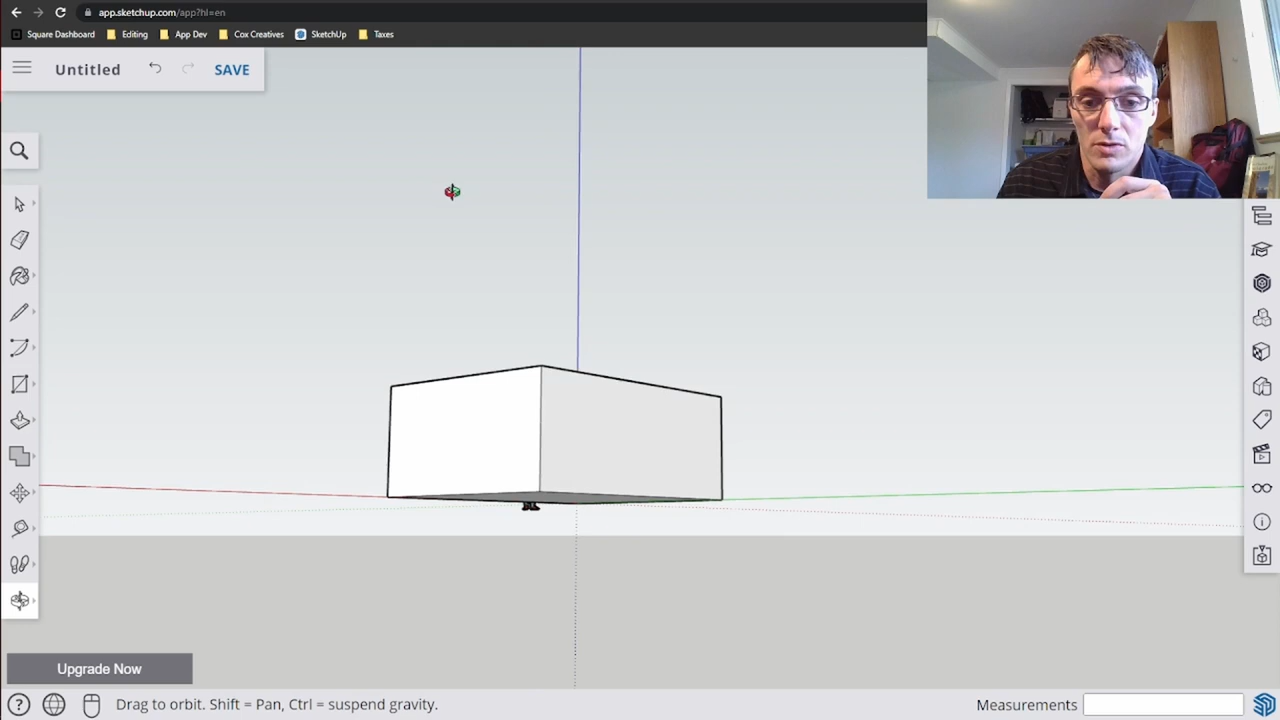 app.sketchup.com/app?hl=en
Square Dashboard Editing App Dev Cox Creatives SketchUp Taxes
Untitled SAVE
Upgrade Now
? Drag to orbit. Shift = Pan, Ctrl = suspend gravity. Measurements